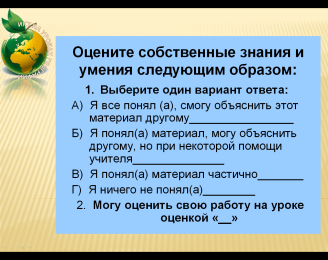 Оцените собственные знания и
умения следующим образом:
1. Выберите один вариант ответа:
А) Я все понял (а), смогу объяснить этот
материал другому_________________
Б) Я понял(а) материал, могу объяснить
другому, но при некоторой помощи
учителя_______________
В) Я понял(а) материал частично_______
Г) Я ничего не понял(а)________
2. Могу оценить свою работу на уроке
оценкой «__»